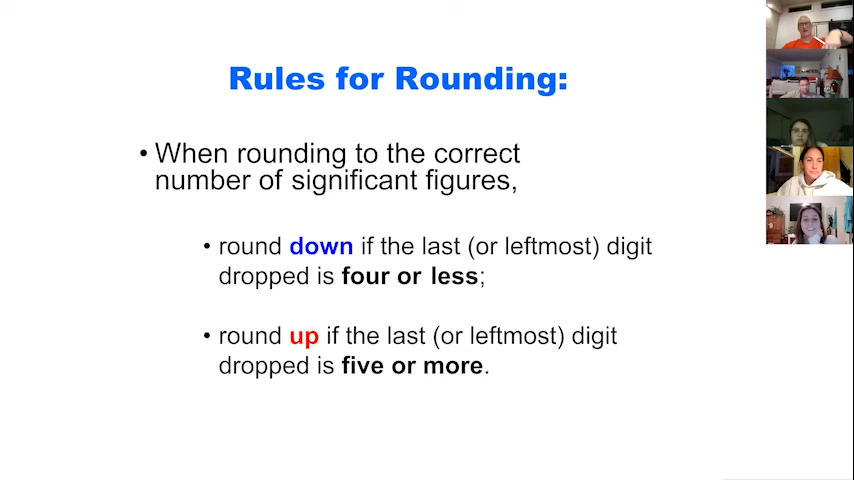 Rules for Rounding:
• When rounding to the correct
number of significant figures,
• round down if the last (or leftmost) digit
dropped is four or less;
• round up if the last (or leftmost) digit
dropped is five or more.